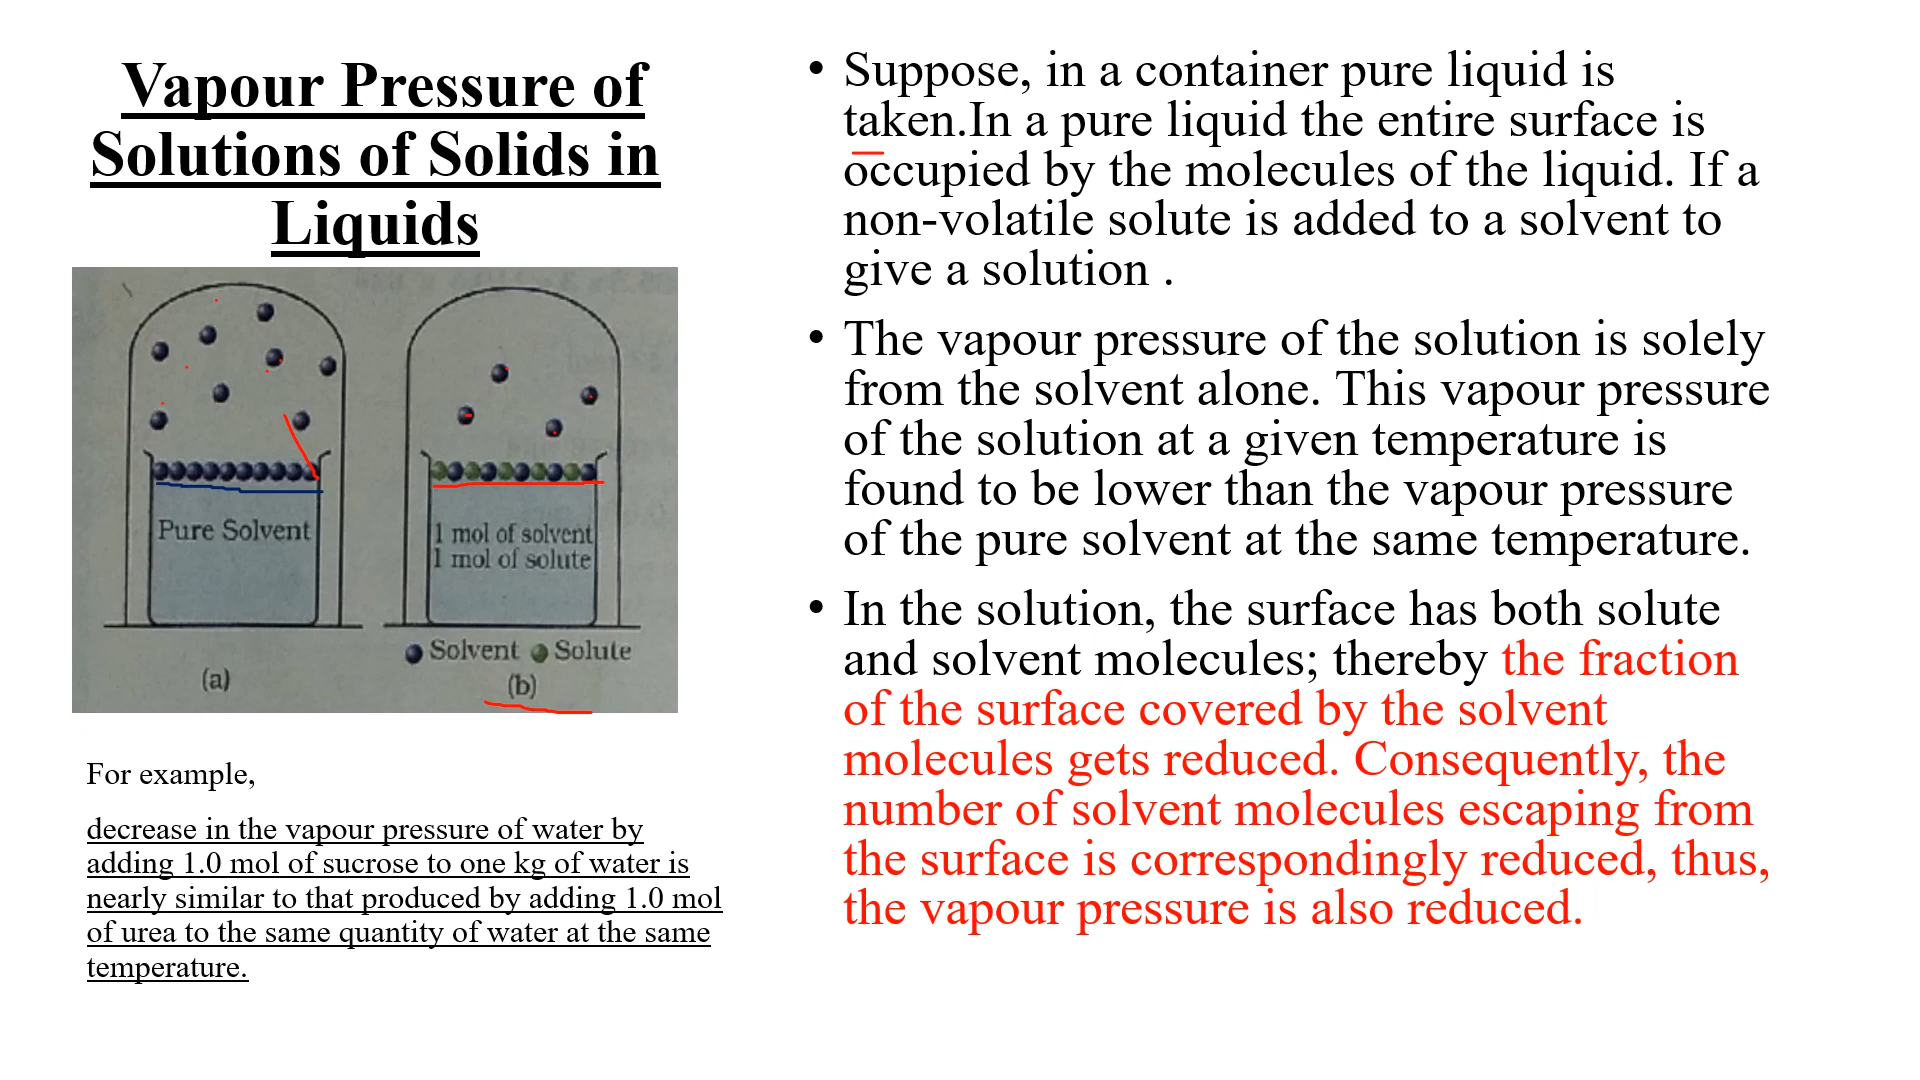 Vapour Pressure of
Solutions of Solids in
Liquids
Pure Solvent
1 mol of solvent
1 mol of solute
Solvent Solute
(a)
(b)
For example,
decrease in the vapour pressure of water by
adding 1.0 mol of sucrose to one kg of water is
nearly similar to that produced by adding 1.0 mol
of urea to the same quantity of water at the same
temperature.
• Suppose, in a container pure liquid is
taken.In a pure liquid the entire surface is
occupied by the molecules of the liquid. If a
non-volatile solute is added to a solvent to
give a solution .
• The vapour pressure of the solution is solely
from the solvent alone. This vapour pressure
of the solution at a given temperature is
found to be lower than the vapour pressure
of the pure solvent at the same temperature.
• In the solution, the surface has both solute
and solvent molecules; thereby the fraction
of the surface covered by the solvent
molecules gets reduced. Consequently, the
number of solvent molecules escaping from
the surface is correspondingly reduced, thus,
the vapour pressure is also reduced.